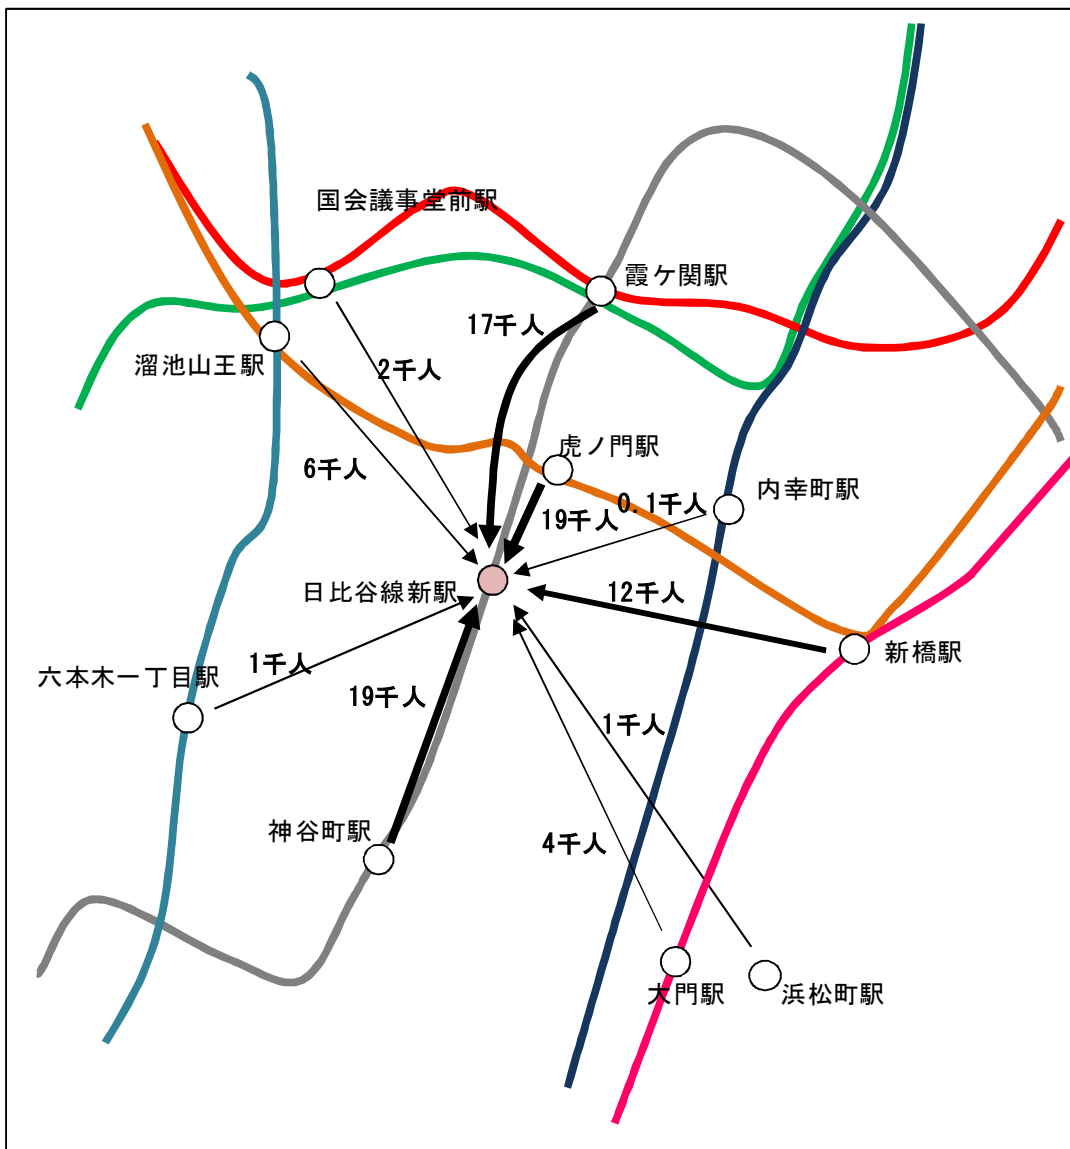 国会議事堂前駅
霞ケ関駅
17千人
溜池山王駅
2千人
虎ノ門駅
6千人
0.1千人
内幸町駅
19千人
日比谷線新駅
12千人
新橋駅
1千人
六本木一丁目駅
19千人
1千人
神谷町駅
4千人
大門駅
浜松町駅